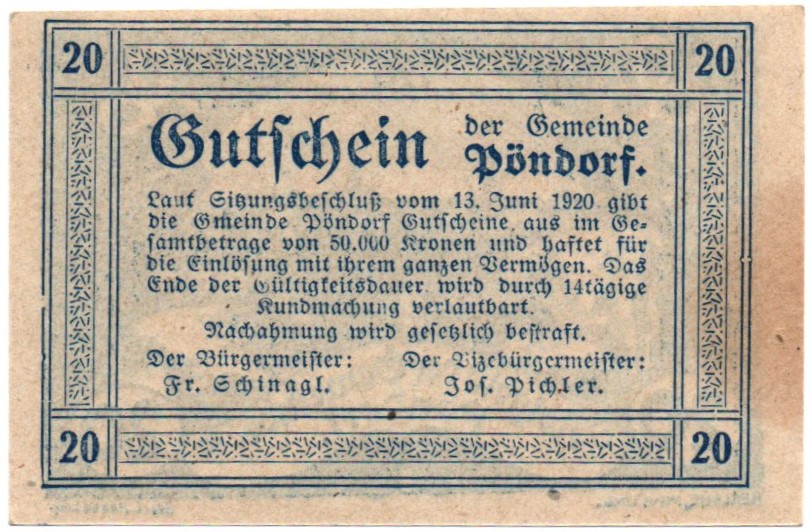 20 20
Gutschein der Gemeinde
Pöndorf.
Laut Sitzungsbeschluß vom 13. Juni 1920 gibt
die Gemeinde Pöndorf Gutscheine aus im Ge-
samtbetrage von 50.000 Kronen und haftet für
die Einlösung mit ihrem ganzen Vermögen. Das
Ende der Gültigkeitsdauer wird durch 14tägige
Kundmachung verlautbart.
Nachahmung wird gesetzlich bestraft.
Der Bürgermeister: Der Vizebürgermeister:
Fr. Schinagl. Jos. Pichler.
20 20